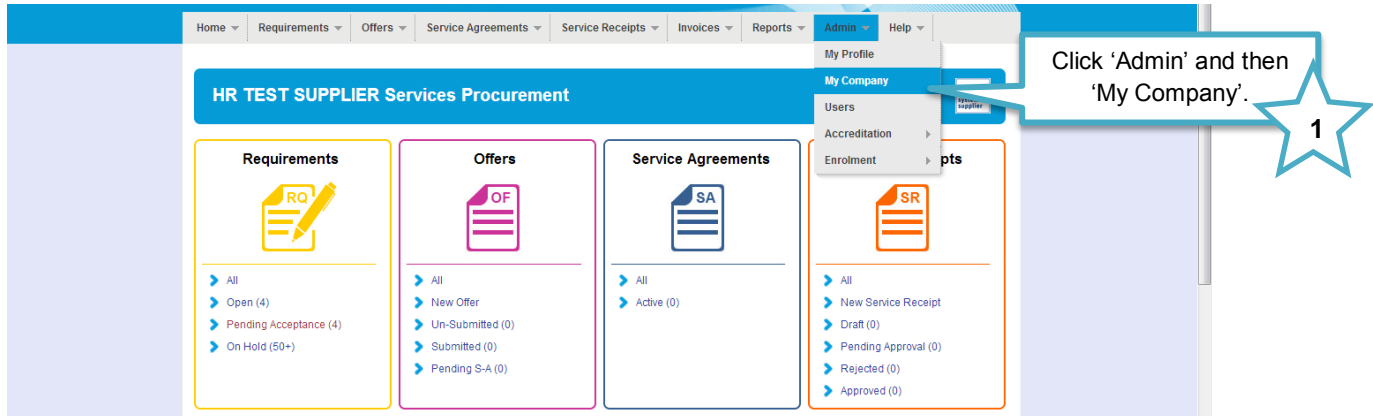 Home Requirements Offers Service Agreements Service Receipts Invoices Reports Admin Help
My Profile
My Company
Users
Accreditation
Enrolment
Click ‘Admin’ and then
‘My Company’.
1
HR TEST SUPPLIER Services Procurement
supplier
Requirements
RQ
All
Open (4)
Pending Acceptance (4)
On Hold (50+)
Offers
OF
All
New Offer
Un-Submitted (0)
Submitted (0)
Pending S-A (0)
Service Agreements
SA
All
Active (0)
pts
SR
All
New Service Receipt
Draft (0)
Pending Approval (0)
Rejected (0)
Approved (0)